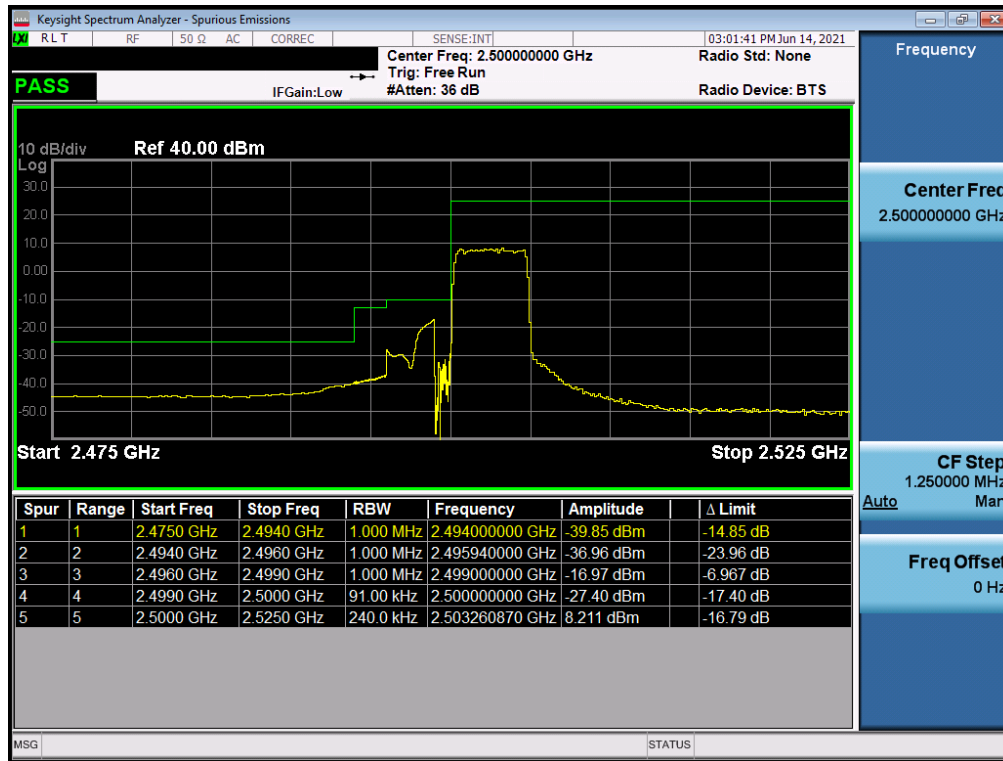 Keysight Spectrum Analyzer - Spurious Emissions
LXI RLT RF 50 Ω AC CORREC SENSE:INT 03:01:41 PM Jun 14, 2021
Center Freq: 2.500000000 GHz Radio Std: None
Trig: Free Run
PASS IFGain:Low #Atten: 36 dB Radio Device: BTS
Frequency
10 dB/div Ref 40.00 dBm
Log
30.0
20.0
10.0
0.00
-10.0
-20.0
-30.0
-40.0
-50.0
Start 2.475 GHz Stop 2.525 GHz
Center Freq
2.500000000 GHz
CF Step
1.250000 MHz
Auto Man
Freq Offset
0 Hz
Spur Range Start Freq Stop Freq RBW Frequency Amplitude Δ Limit
1 1 2.4750 GHz 2.4940 GHz 1.000 MHz 2.494000000 GHz -39.85 dBm -14.85 dB
2 2 2.4940 GHz 2.4960 GHz 1.000 MHz 2.495940000 GHz -36.96 dBm -23.96 dB
3 3 2.4960 GHz 2.4990 GHz 1.000 MHz 2.499000000 GHz -16.97 dBm -6.967 dB
4 4 2.4990 GHz 2.5000 GHz 91.00 kHz 2.500000000 GHz -27.40 dBm -17.40 dB
5 5 2.5000 GHz 2.5250 GHz 240.0 kHz 2.503260870 GHz 8.211 dBm -16.79 dB
MSG STATUS